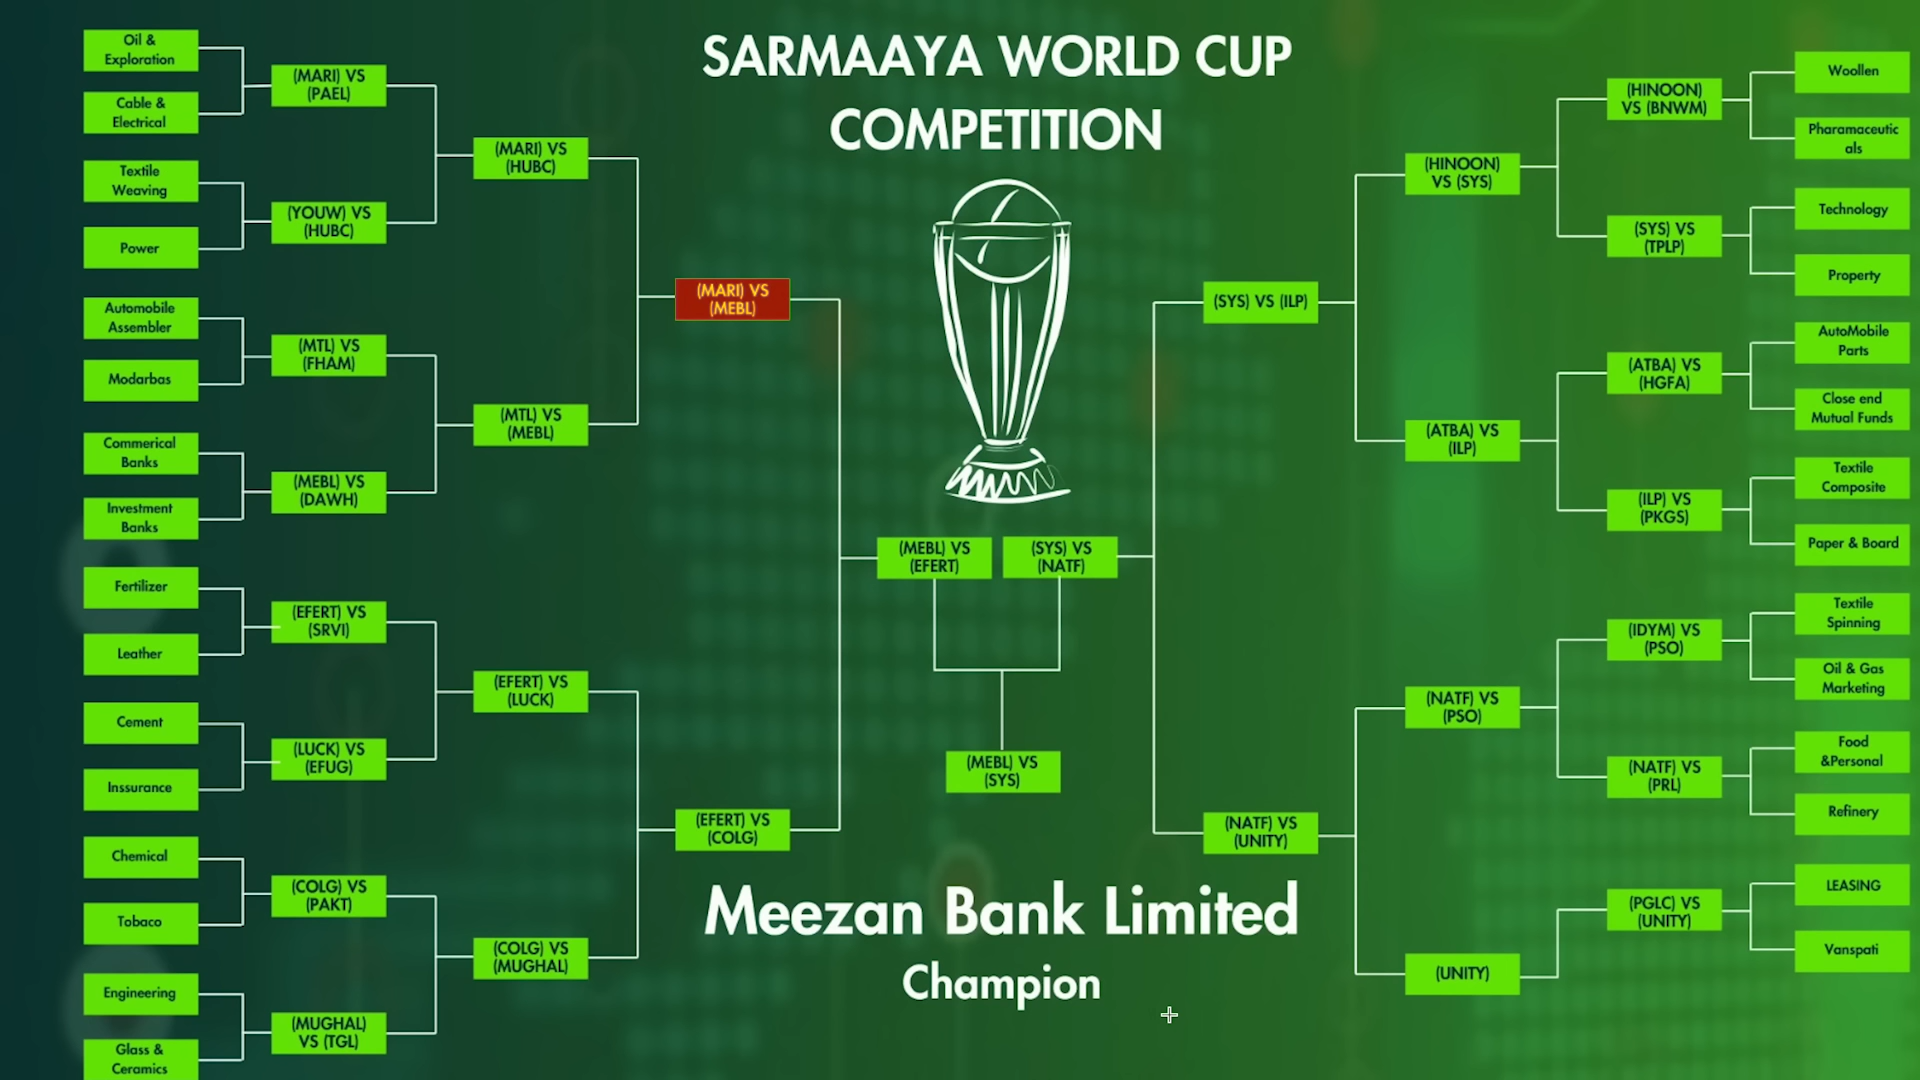 SARMAAYA WORLD CUP
COMPETITION
Oil &
Exploration
Cable &
Electrical
Textile
Weaving
Power
Automobile
Assembler
Modarbas
Commerical
Banks
Investment
Banks
Fertilizer
Leather
Cement
Inssurance
Chemical
Tobaco
Engineering
Glass &
Ceramics
(MARI) VS
(PAEL)
(YOUW) VS
(HUBC)
(MTL) VS
(FHAM)
(MEBL) VS
(DAWH)
(EFERT) VS
(SRVI)
(LUCK) VS
(EFUG)
(COLG) VS
(PAKT)
(MUGHAL)
VS (TGL)
(MARI) VS
(HUBC)
(MTL) VS
(MEBL)
(EFERT) VS
(LUCK)
(COLG) VS
(MUGHAL)
(MARI) VS
(MEBL)
(EFERT) VS
(COLG)
(MEBL) VS
(EFERT)
(SYS) VS
(NATF)
(MEBL) VS
(SYS)
Meezan Bank Limited
Champion
(SYS) VS (ILP)
(NATF) VS
(UNITY)
(HINOON)
VS (SYS)
(ATBA) VS
(ILP)
(NATF) VS
(PSO)
(UNITY)
(HINOON)
VS (BNWM)
(SYS) VS
(TPLP)
(ATBA) VS
(HGFA)
(ILP) VS
(PKGS)
(IDYM) VS
(PSO)
(NATF) VS
(PRL)
(PGLC) VS
(UNITY)
Woollen
Pharamaceutic
als
Technology
Property
AutoMobile
Parts
Close end
Mutual Funds
Textile
Composite
Paper & Board
Textile
Spinning
Oil & Gas
Marketing
Food
&Personal
Refinery
LEASING
Vanspati